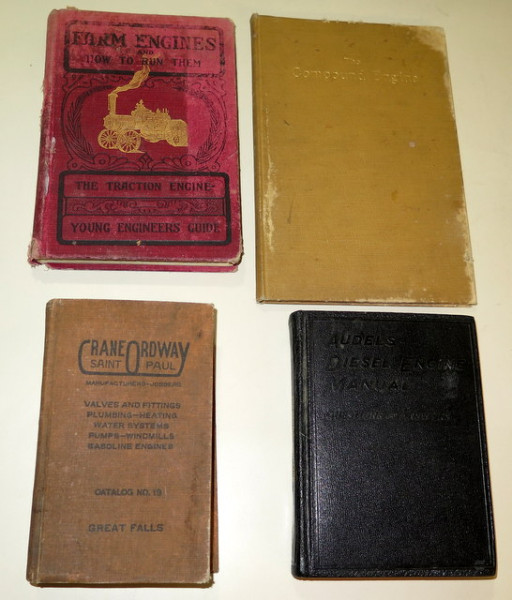 FARM ENGINES
AND
HOW TO RUN THEM
THE TRACTION ENGINE
YOUNG ENGINEERS GUIDE
The
Compound Engine
CRANE ORDWAY
SAINT PAUL
MANUFACTURERS—JOBBERS
VALVES AND FITTINGS
PLUMBING—HEATING
WATER SYSTEMS
PUMPS—WINDMILLS
GASOLINE ENGINES
CATALOG NO. 19
GREAT FALLS
AUDELS
DIESEL ENGINE
MANUAL
QUESTIONS